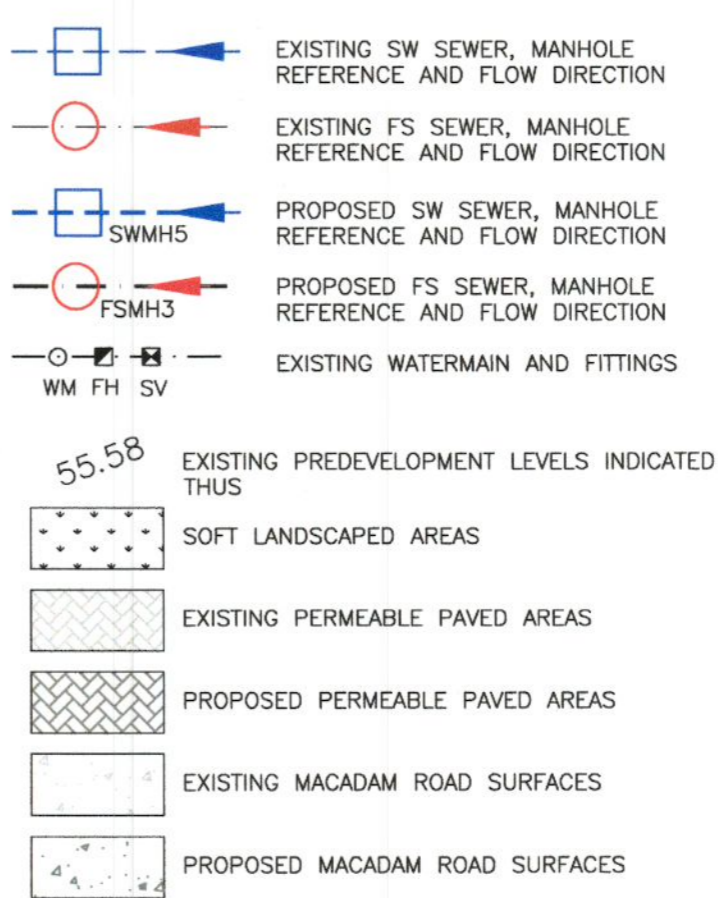 EXISTING SW SEWER, MANHOLE
REFERENCE AND FLOW DIRECTION
EXISTING FS SEWER, MANHOLE
REFERENCE AND FLOW DIRECTION
SWMH5
PROPOSED SW SEWER, MANHOLE
REFERENCE AND FLOW DIRECTION
FSMH3
PROPOSED FS SEWER, MANHOLE
REFERENCE AND FLOW DIRECTION
WM FH SV
EXISTING WATERMAIN AND FITTINGS
55.58
EXISTING PREDEVELOPMENT LEVELS INDICATED
THUS
SOFT LANDSCAPED AREAS
EXISTING PERMEABLE PAVED AREAS
PROPOSED PERMEABLE PAVED AREAS
EXISTING MACADAM ROAD SURFACES
PROPOSED MACADAM ROAD SURFACES